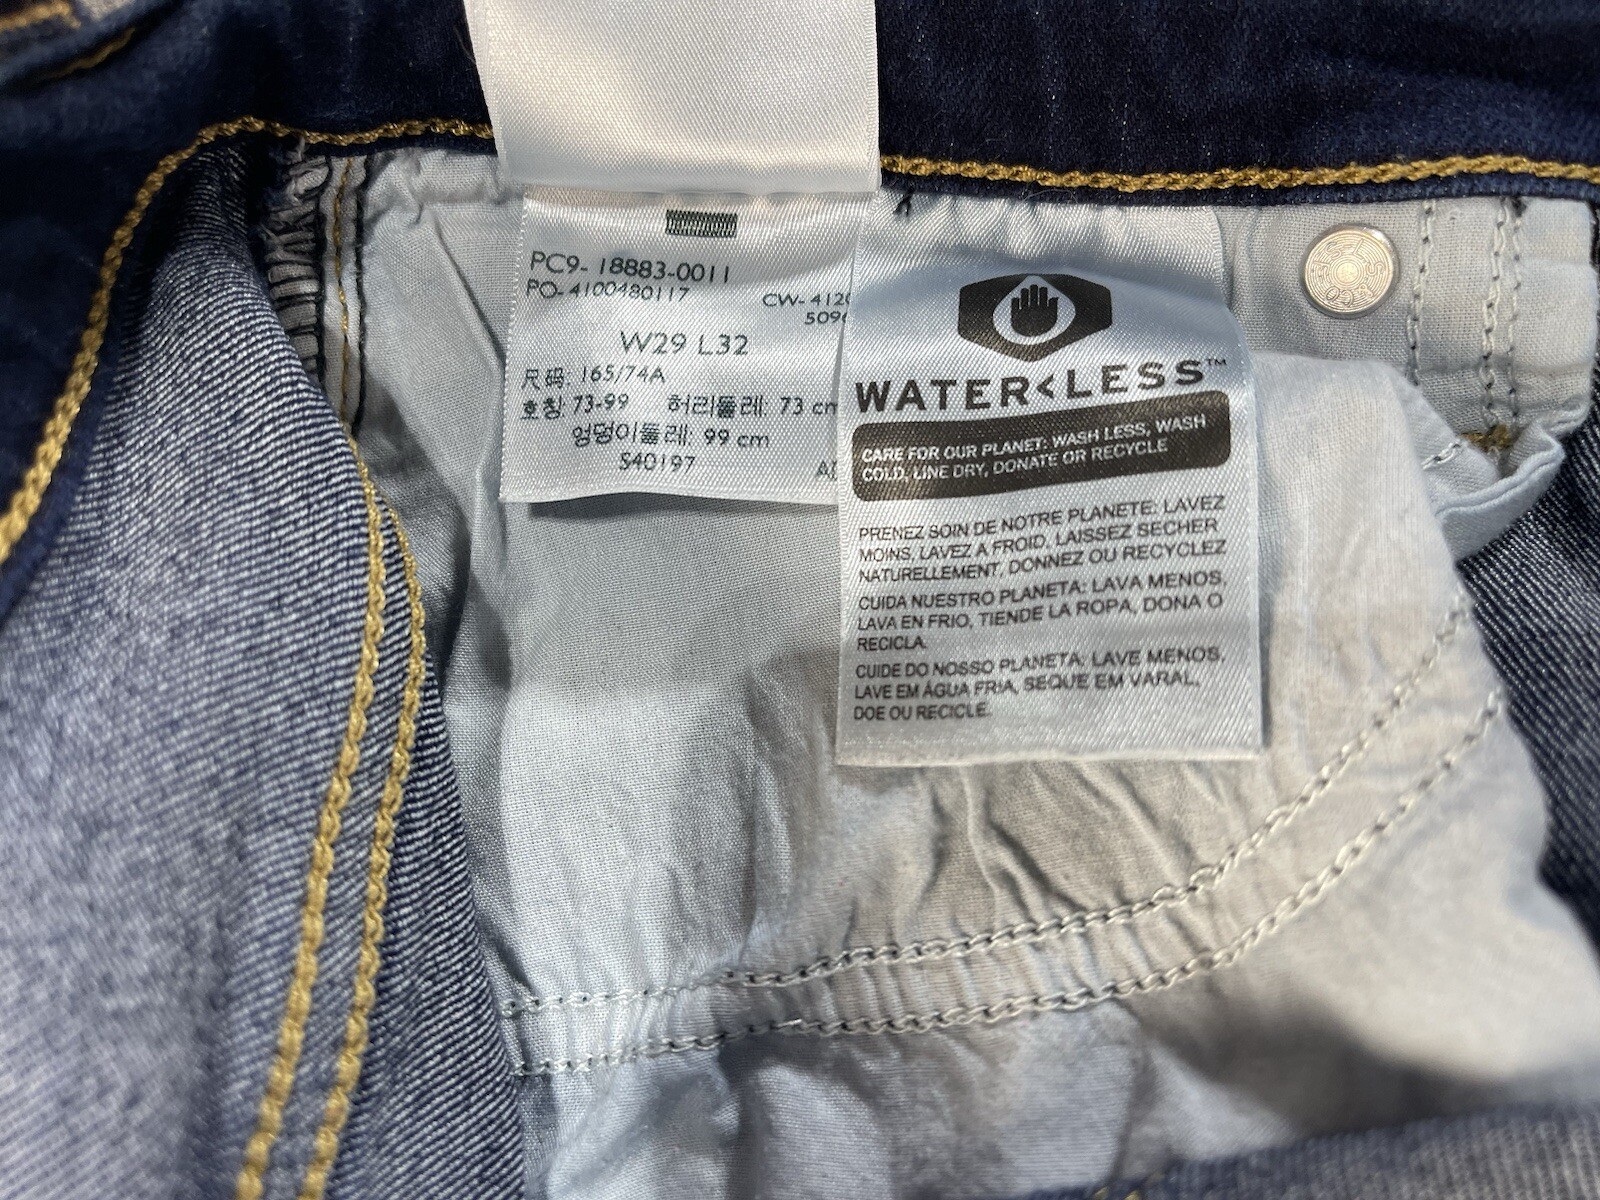 PC9- 18883-0011
PO-4100480117
CW-412
509
W29 L32
尺码: 165/74A
호칭 73-99 허리둘레: 73 cm
엉덩이둘레: 99 cm
S40197
WATER<LESS™
CARE FOR OUR PLANET: WASH LESS, WASH
COLD, LINE DRY, DONATE OR RECYCLE
PRENEZ SOIN DE NOTRE PLANETE: LAVEZ
MOINS, LAVEZ A FROID, LAISSEZ SECHER
NATURELLEMENT, DONNEZ OU RECYCLEZ
CUIDA NUESTRO PLANETA: LAVA MENOS,
LAVA EN FRIO, TIENDE LA ROPA, DONA O
RECICLA.
CUIDE DO NOSSO PLANETA: LAVE MENOS,
LAVE EM ÁGUA FRIA, SEQUE EM VARAL,
DOE OU RECICLE.